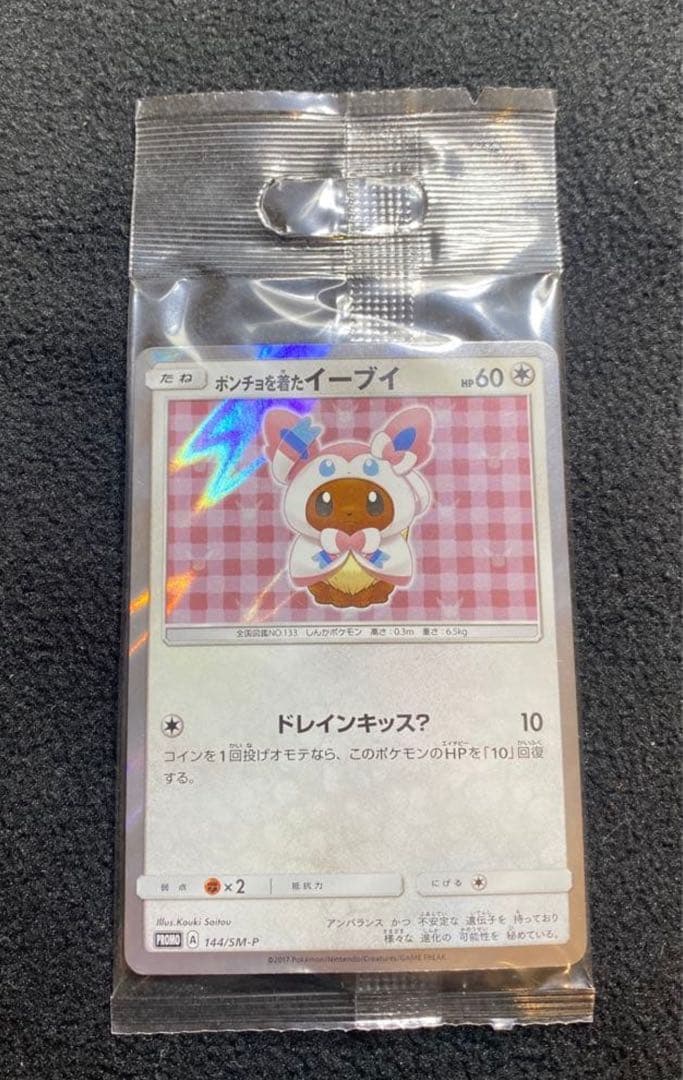 たね ポンチョを着たイーブイ HP60
全国図鑑NO.133 しんかポケモン 高さ:0.3m 重さ:6.5kg
ドレインキッス? 10
コインを1回投げオモテなら、このポケモンのHPを「10」回復
する。
弱点 ×2 抵抗力 にげる
Illus.Kouki Saitou
アンバランス かつ 不安定な 遺伝子を 持っており
様々な 進化の 可能性を 秘めている。
PROMO A 144/SM-P
©2017 Pokémon/Nintendo/Creatures/GAME FREAK